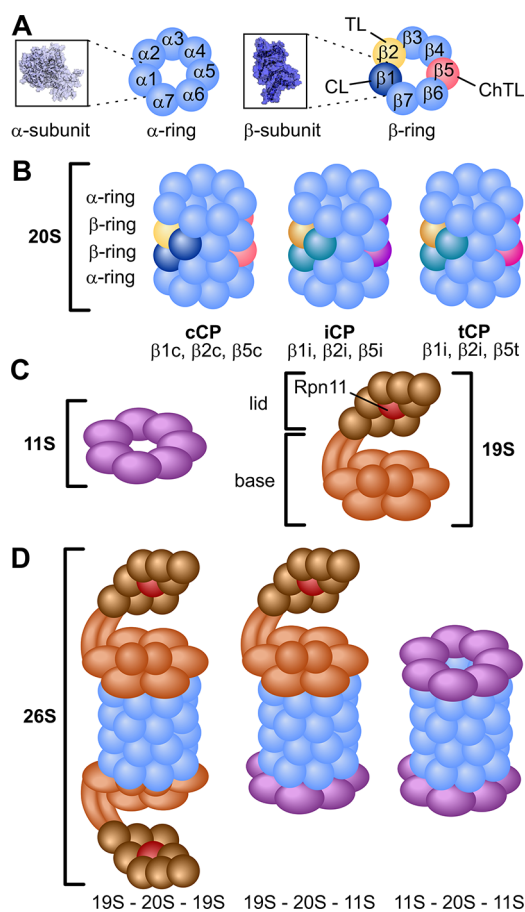 A
TL
α3
α2
α4
α1
α5
α7
α6
β3
β2
β4
β1
β5
β7
β6
CL
ChTL
α-subunit
α-ring
β-subunit
β-ring
B
20S
α-ring
β-ring
β-ring
α-ring
cCP
iCP
tCP
β1c, β2c, β5c
β1i, β2i, β5i
β1i, β2i, β5t
C
11S
lid
Rpn11
base
19S
D
26S
19S - 20S - 19S
19S - 20S - 11S
11S - 20S - 11S